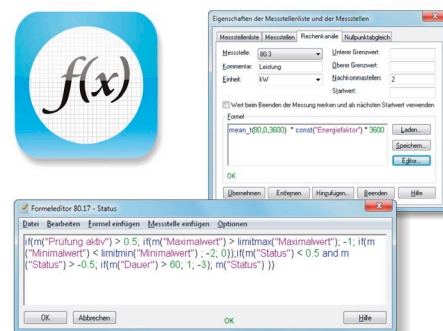 f(x)
Eigenschaften der Messstellenliste und der Messstellen
Messstellenliste Messstellen Rechenkanäle Nullpunktabgleich
Messstelle: 80.3
Kommentar: Leistung
Einheit: kW
Unterer Grenzwert:
Oberer Grenzwert:
Nachkommastellen: 2
Startwert:
Wert beim Beenden der Messung merken und als nächsten Startwert verwenden
Formel
mean_t(80,0,3600) * const("Energiefaktor") * 3600
Laden...
Speichern...
Editor...
OK
Übernehmen Entfernen Hinzufügen... Beenden Hilfe
Formeleditor 80.17 - Status
Datei Bearbeiten Formel einfügen Messstelle einfügen Optionen
if(m("Prüfung aktiv") > 0.5; if(m("Maximalwert") > limitmax("Maximalwert"); -1; if(m
("Minimalwert") < limitmin("Minimalwert") ; -2; 0));if(m("Status") < 0.5 and m
("Status") > -0.5; if(m("Dauer") > 60; 1; -3); m("Status") ))
OK Abbrechen OK Hilfe